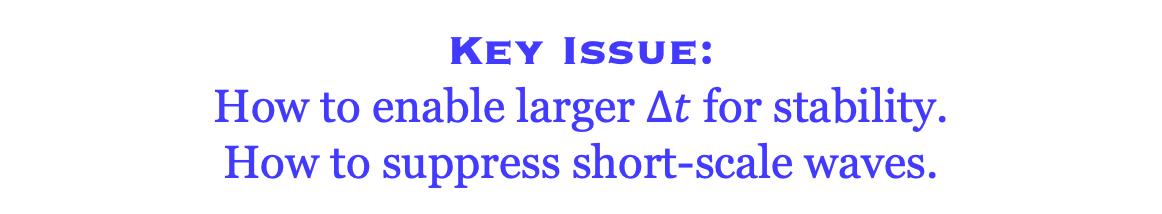 Key Issue:
How to enable larger Δt for stability.
How to suppress short-scale waves.